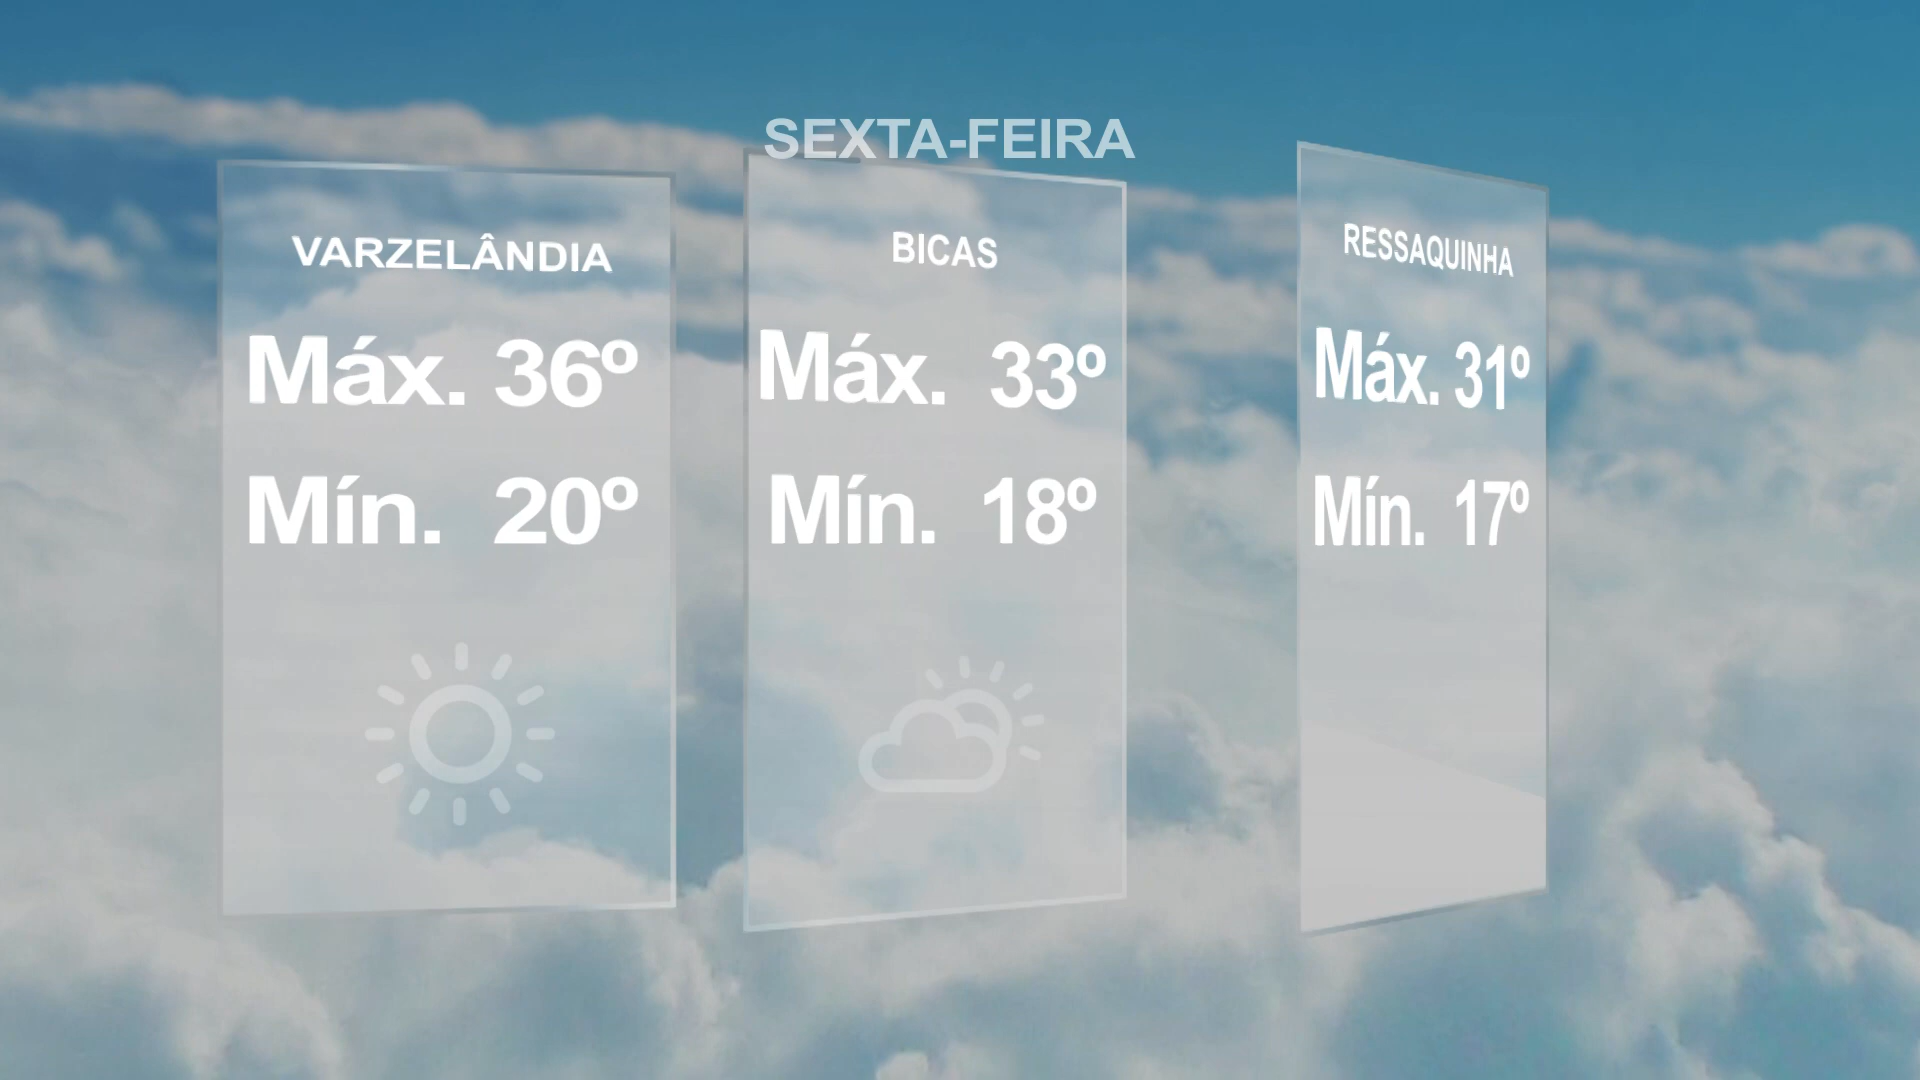 SEXTA-FEIRA
VARZELÂNDIA
Máx. 36º
Mín. 20º
BICAS
Máx. 33º
Mín. 18º
RESSAQUINHA
Máx. 31º
Mín. 17º